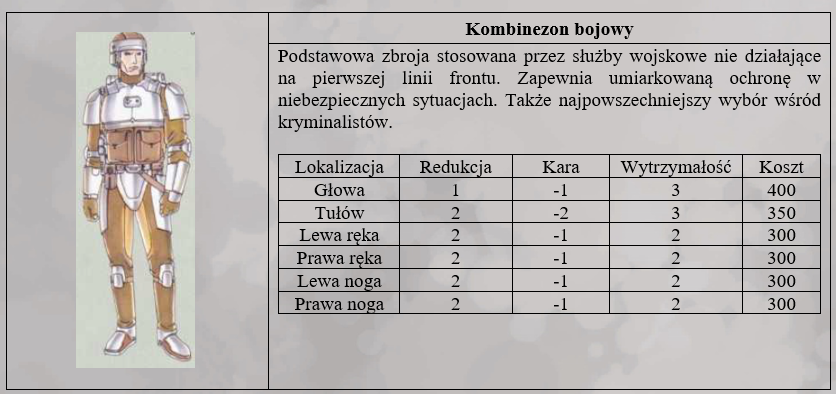 Kombinezon bojowy
Podstawowa zbroja stosowana przez służby wojskowe nie działające
na pierwszej linii frontu. Zapewnia umiarkowaną ochronę w
niebezpiecznych sytuacjach. Także najpowszechniejszy wybór wśród
kryminalistów.
Lokalizacja Redukcja Kara Wytrzymałość Koszt
Głowa 1 -1 3 400
Tułów 2 -2 3 350
Lewa ręka 2 -1 2 300
Prawa ręka 2 -1 2 300
Lewa noga 2 -1 2 300
Prawa noga 2 -1 2 300